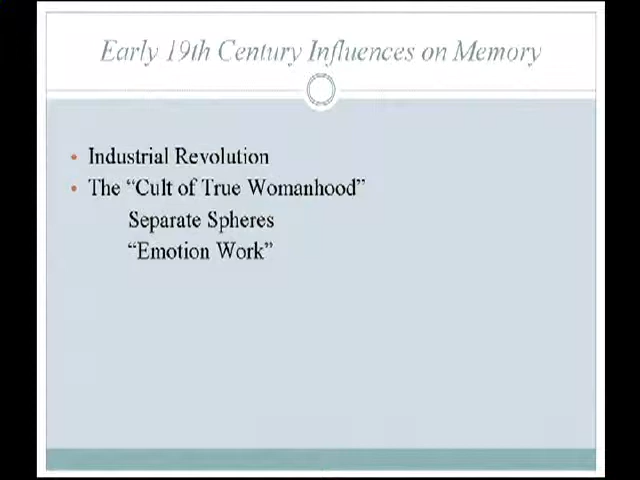 Early 19th Century Influences on Memory
• Industrial Revolution
• The “Cult of True Womanhood”
Separate Spheres
“Emotion Work”